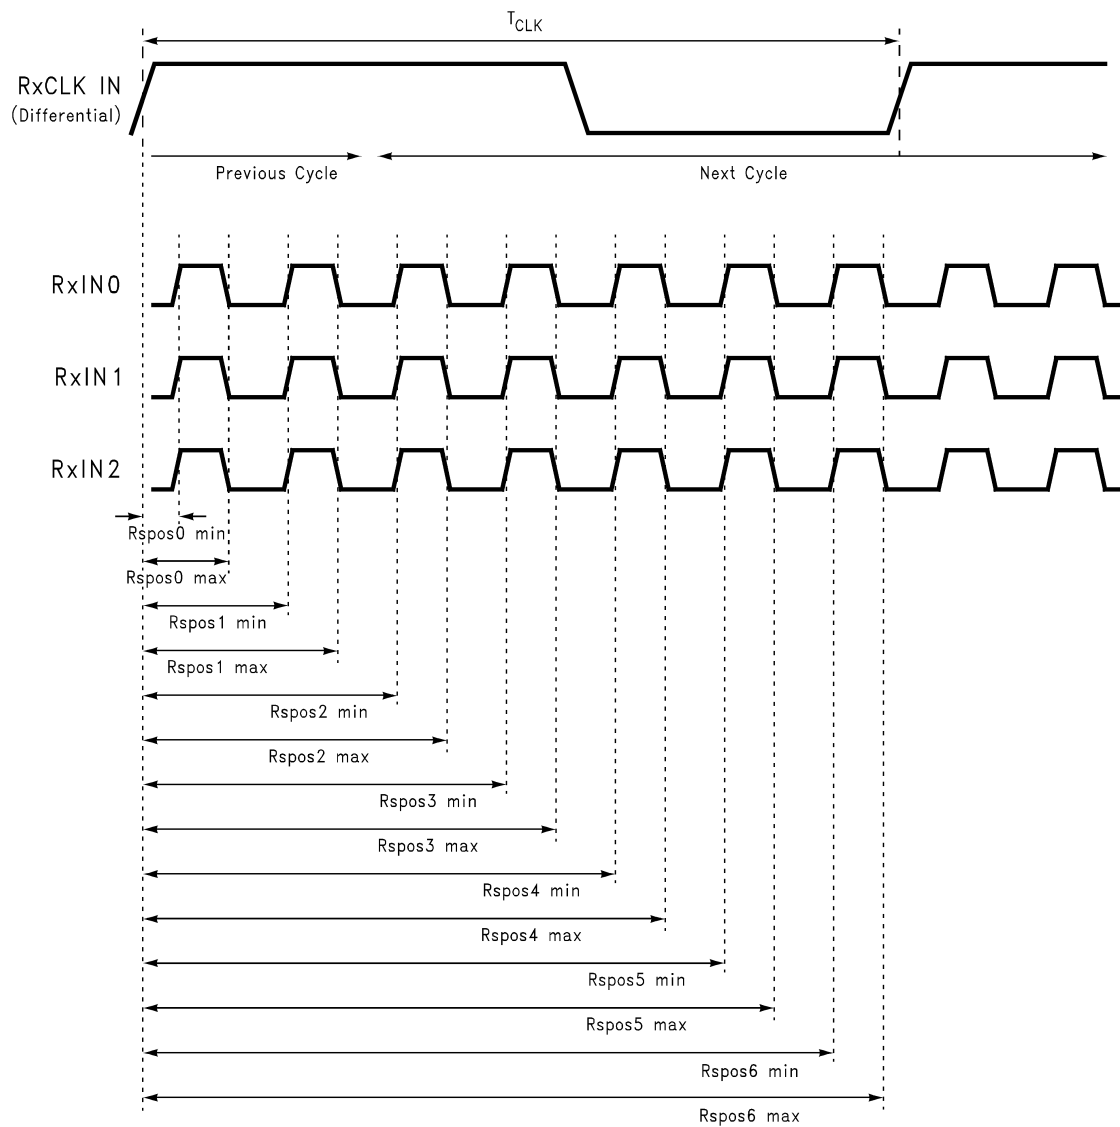 TCLK
RxCLK IN
(Differential)
Previous Cycle
Next Cycle
RxIN0
RxIN1
RxIN2
Rspos0 min
Rspos0 max
Rspos1 min
Rspos1 max
Rspos2 min
Rspos2 max
Rspos3 min
Rspos3 max
Rspos4 min
Rspos4 max
Rspos5 min
Rspos5 max
Rspos6 min
Rspos6 max